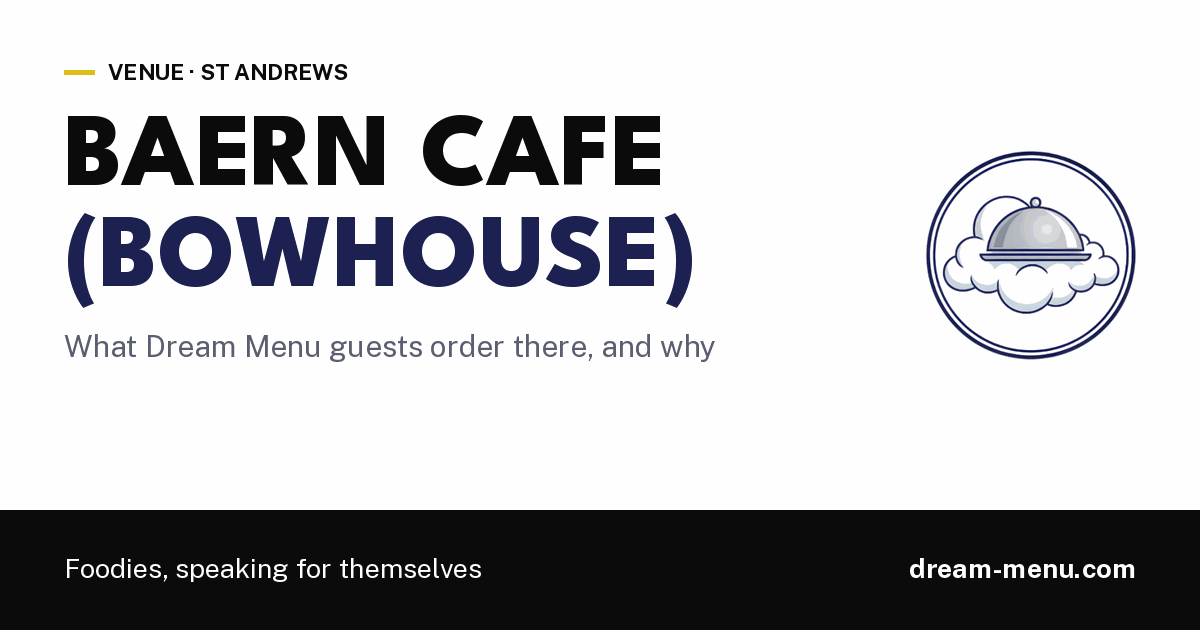 VENUE · ST ANDREWS
BAERN CAFE
(BOWHOUSE)
What Dream Menu guests order there, and why
Foodies, speaking for themselves
dream-menu.com